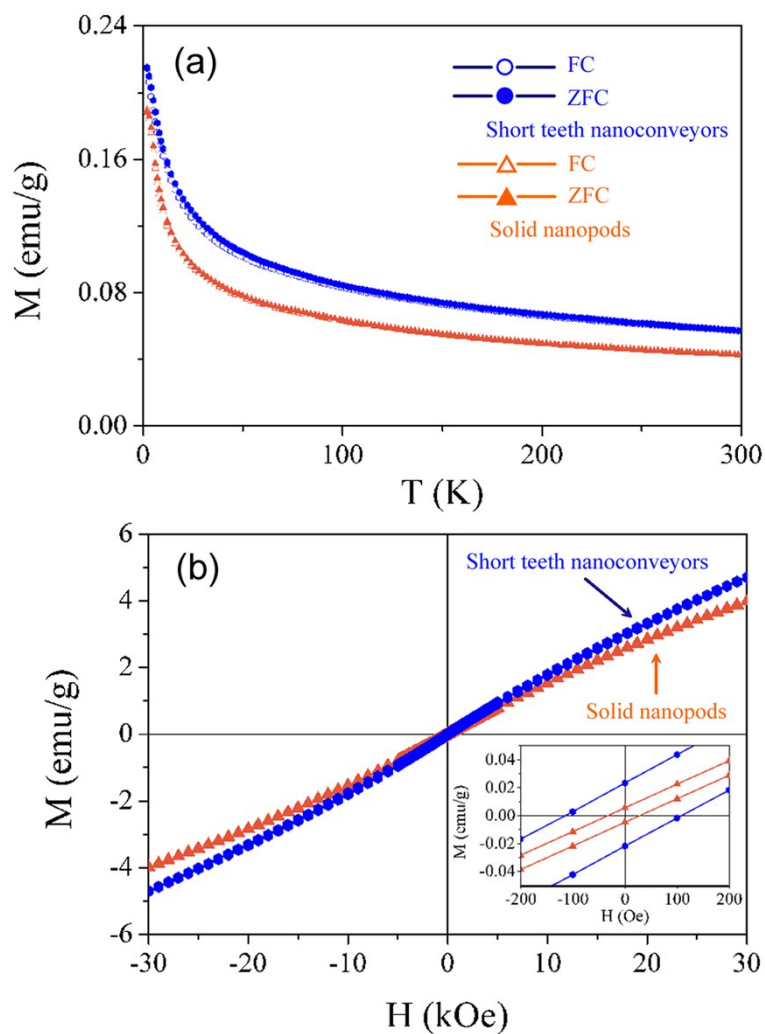 0.24
(a)
FC
ZFC
Short teeth nanoconveyors
FC
ZFC
Solid nanopods
0.16
M (emu/g)
0.08
0.00
0 100 200 300
T (K)
6
(b)
Short teeth nanoconveyors
4
2
Solid nanopods
M (emu/g)
0
0.04
0.02
0.00
-0.02
-0.04
M (emu/g)
-200 -100 0 100 200
H (Oe)
-2
-4
-6
-30 -20 -10 0 10 20 30
H (kOe)